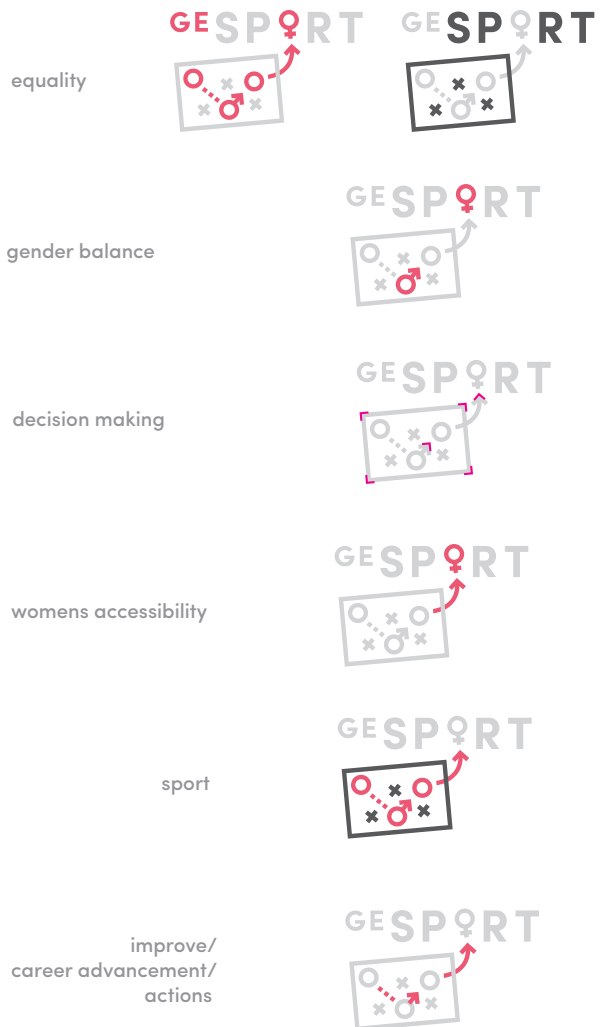 GESPORT GESPORT
equality
GESPORT
gender balance
GESPORT
decision making
GESPORT
womens accessibility
GESPORT
sport
GESPORT
improve/
career advancement/
actions